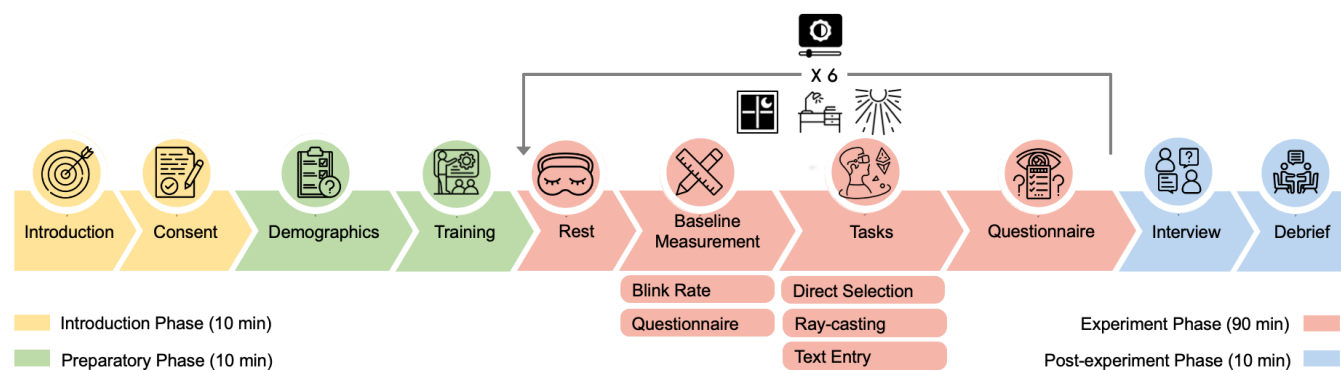 X 6
Introduction
Consent
Demographics
Training
Rest
Baseline
Measurement
Tasks
Questionnaire
Interview
Debrief
Blink Rate
Questionnaire
Direct Selection
Ray-casting
Text Entry
Introduction Phase (10 min)
Preparatory Phase (10 min)
Experiment Phase (90 min)
Post-experiment Phase (10 min)